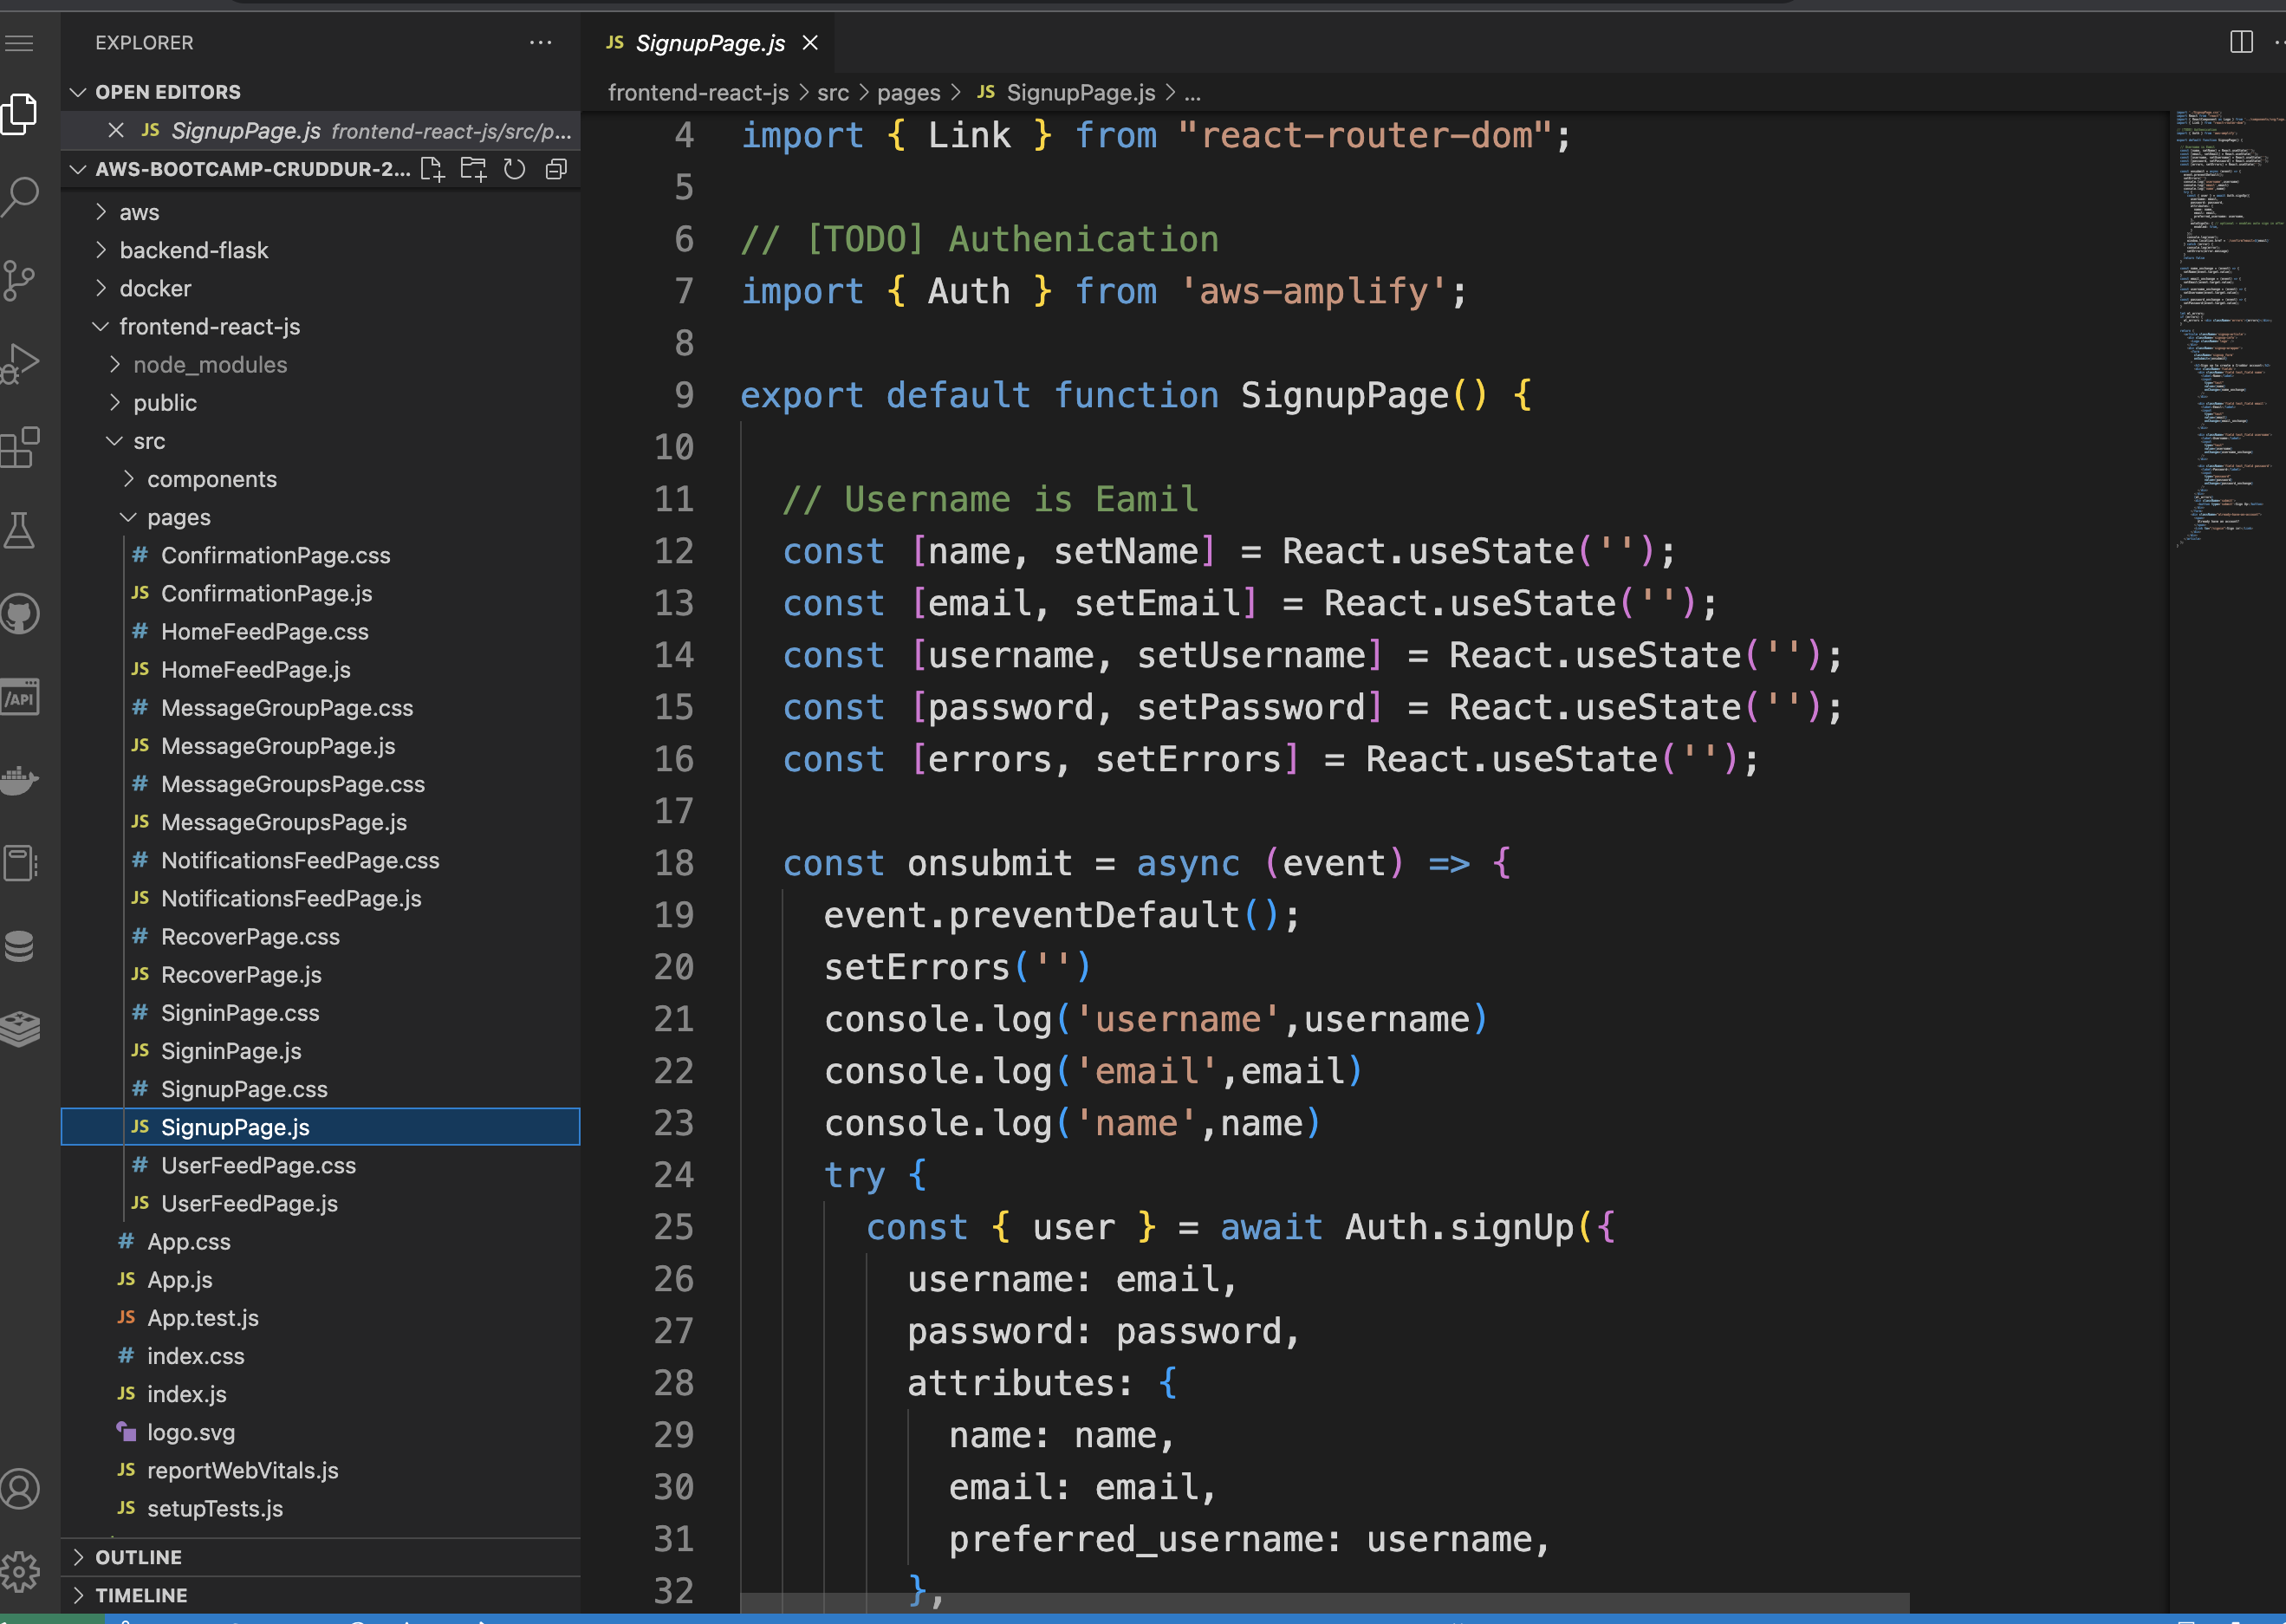 EXPLORER
OPEN EDITORS
JS SignupPage.js frontend-react-js/src/p...
AWS-BOOTCAMP-CRUDDUR-2...
aws
backend-flask
docker
frontend-react-js
node_modules
public
src
components
pages
# ConfirmationPage.css
JS ConfirmationPage.js
# HomeFeedPage.css
JS HomeFeedPage.js
# MessageGroupPage.css
JS MessageGroupPage.js
# MessageGroupsPage.css
JS MessageGroupsPage.js
# NotificationsFeedPage.css
JS NotificationsFeedPage.js
# RecoverPage.css
JS RecoverPage.js
# SigninPage.css
JS SigninPage.js
# SignupPage.css
JS SignupPage.js
# UserFeedPage.css
JS UserFeedPage.js
# App.css
JS App.js
JS App.test.js
# index.css
JS index.js
logo.svg
JS reportWebVitals.js
JS setupTests.js
OUTLINE
TIMELINE
/API
JS SignupPage.js
frontend-react-js > src > pages > JS SignupPage.js > ...
4 import { Link } from "react-router-dom";
5
6 // [TODO] Authenication
7 import { Auth } from 'aws-amplify';
8
9 export default function SignupPage() {
10
11 // Username is Eamil
12 const [name, setName] = React.useState('');
13 const [email, setEmail] = React.useState('');
14 const [username, setUsername] = React.useState('');
15 const [password, setPassword] = React.useState('');
16 const [errors, setErrors] = React.useState('');
17
18 const onsubmit = async (event) => {
19 event.preventDefault();
20 setErrors('')
21 console.log('username',username)
22 console.log('email',email)
23 console.log('name',name)
24 try {
25 const { user } = await Auth.signUp({
26 username: email,
27 password: password,
28 attributes: {
29 name: name,
30 email: email,
31 preferred_username: username,
32 },